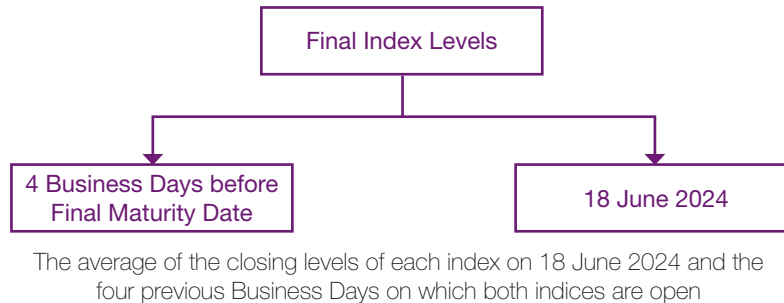 Final Index Levels
4 Business Days before
Final Maturity Date
18 June 2024
The average of the closing levels of each index on 18 June 2024 and the
four previous Business Days on which both indices are open